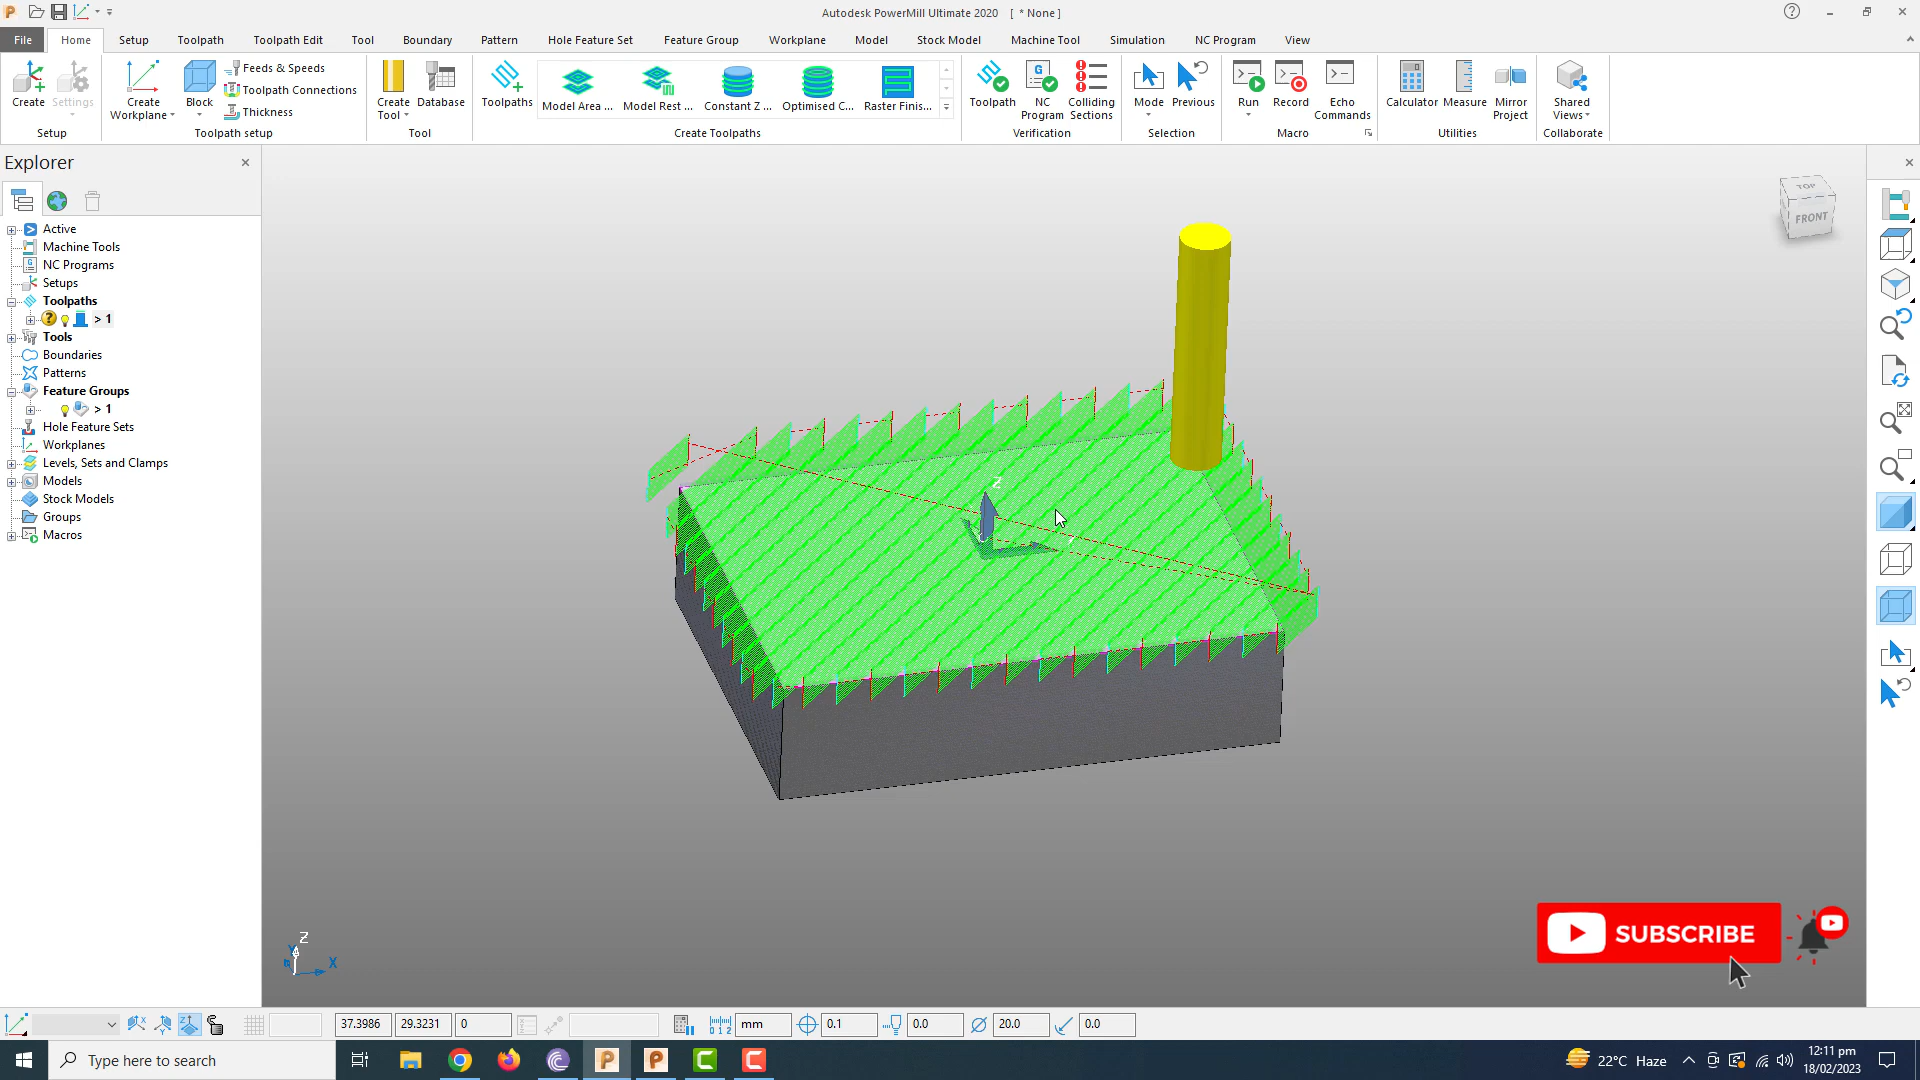 Autodesk PowerMill Ultimate 2020 [ * None ]
File Home Setup Toolpath Toolpath Edit Tool Boundary Pattern Hole Feature Set Feature Group Workplane Model Stock Model Machine Tool Simulation NC Program View
Create
Settings
Setup
Create Workplane
Block
Feeds & Speeds
Toolpath Connections
Thickness
Toolpath setup
Create Tool
Database
Tool
Toolpaths
Model Area ...
Model Rest ...
Constant Z ...
Optimised C...
Raster Finis...
Create Toolpaths
Toolpath
NC Program
Colliding Sections
Verification
Mode
Previous
Selection
Run
Record
Echo Commands
Macro
Calculator
Measure
Mirror Project
Utilities
Shared Views
Collaborate
Explorer
Active
Machine Tools
NC Programs
Setups
Toolpaths
> 1
Tools
Boundaries
Patterns
Feature Groups
> 1
Hole Feature Sets
Workplanes
Levels, Sets and Clamps
Models
Stock Models
Groups
Macros
TOP
FRONT
Z
Z
X
SUBSCRIBE
37.3986 29.3231 0 mm 0.1 0.0 20.0 0.0
Type here to search
22°C Haze
12:11 pm
18/02/2023